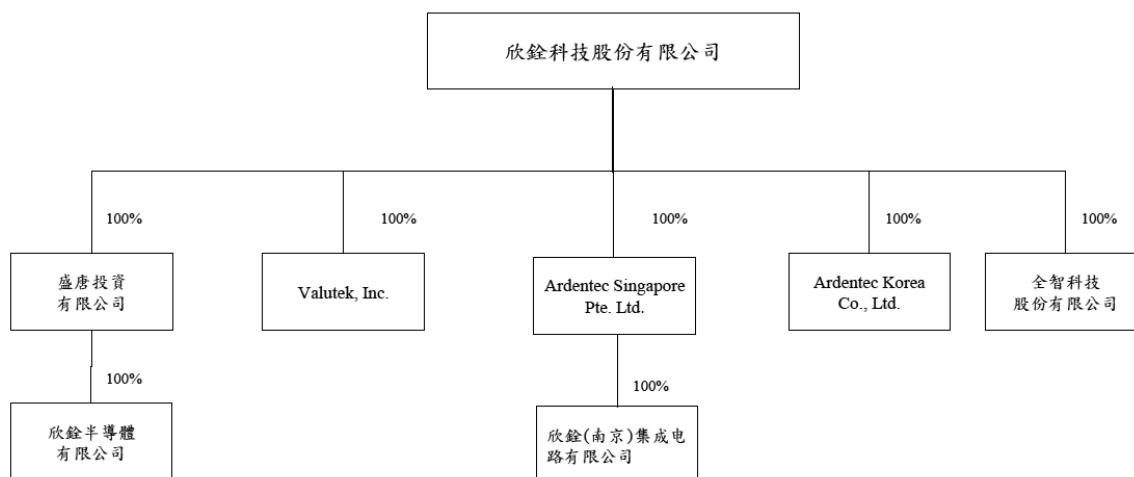 欣銓科技股份有限公司
100%
100%
100%
100%
100%
盛唐投資
有限公司
Valutek, Inc.
Ardentec Singapore
Pte. Ltd.
Ardentec Korea
Co., Ltd.
全智科技
股份有限公司
100%
100%
欣銓半導體
有限公司
欣銓(南京)集成电
路有限公司